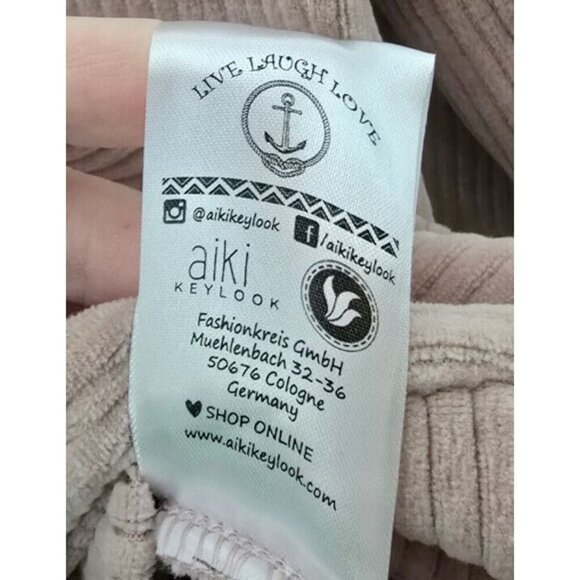 LIVE LAUGH LOVE
@aikikeylook
/aikikeylook
aiki
KEYLOOK
Fashionkreis GmbH
Muehlenbach 32-36
50676 Cologne
Germany
SHOP ONLINE
www.aikikeylook.com